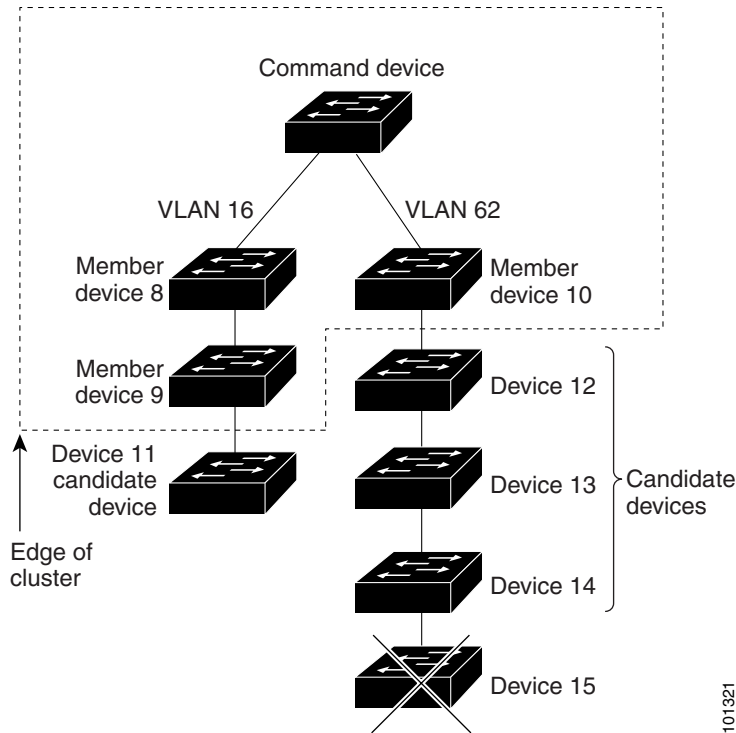 Command device
VLAN 16
VLAN 62
Member
device 8
Member
device 10
Member
device 9
Device 12
Device 11
candidate
device
Device 13
Candidate
devices
Edge of
cluster
Device 14
Device 15
101321